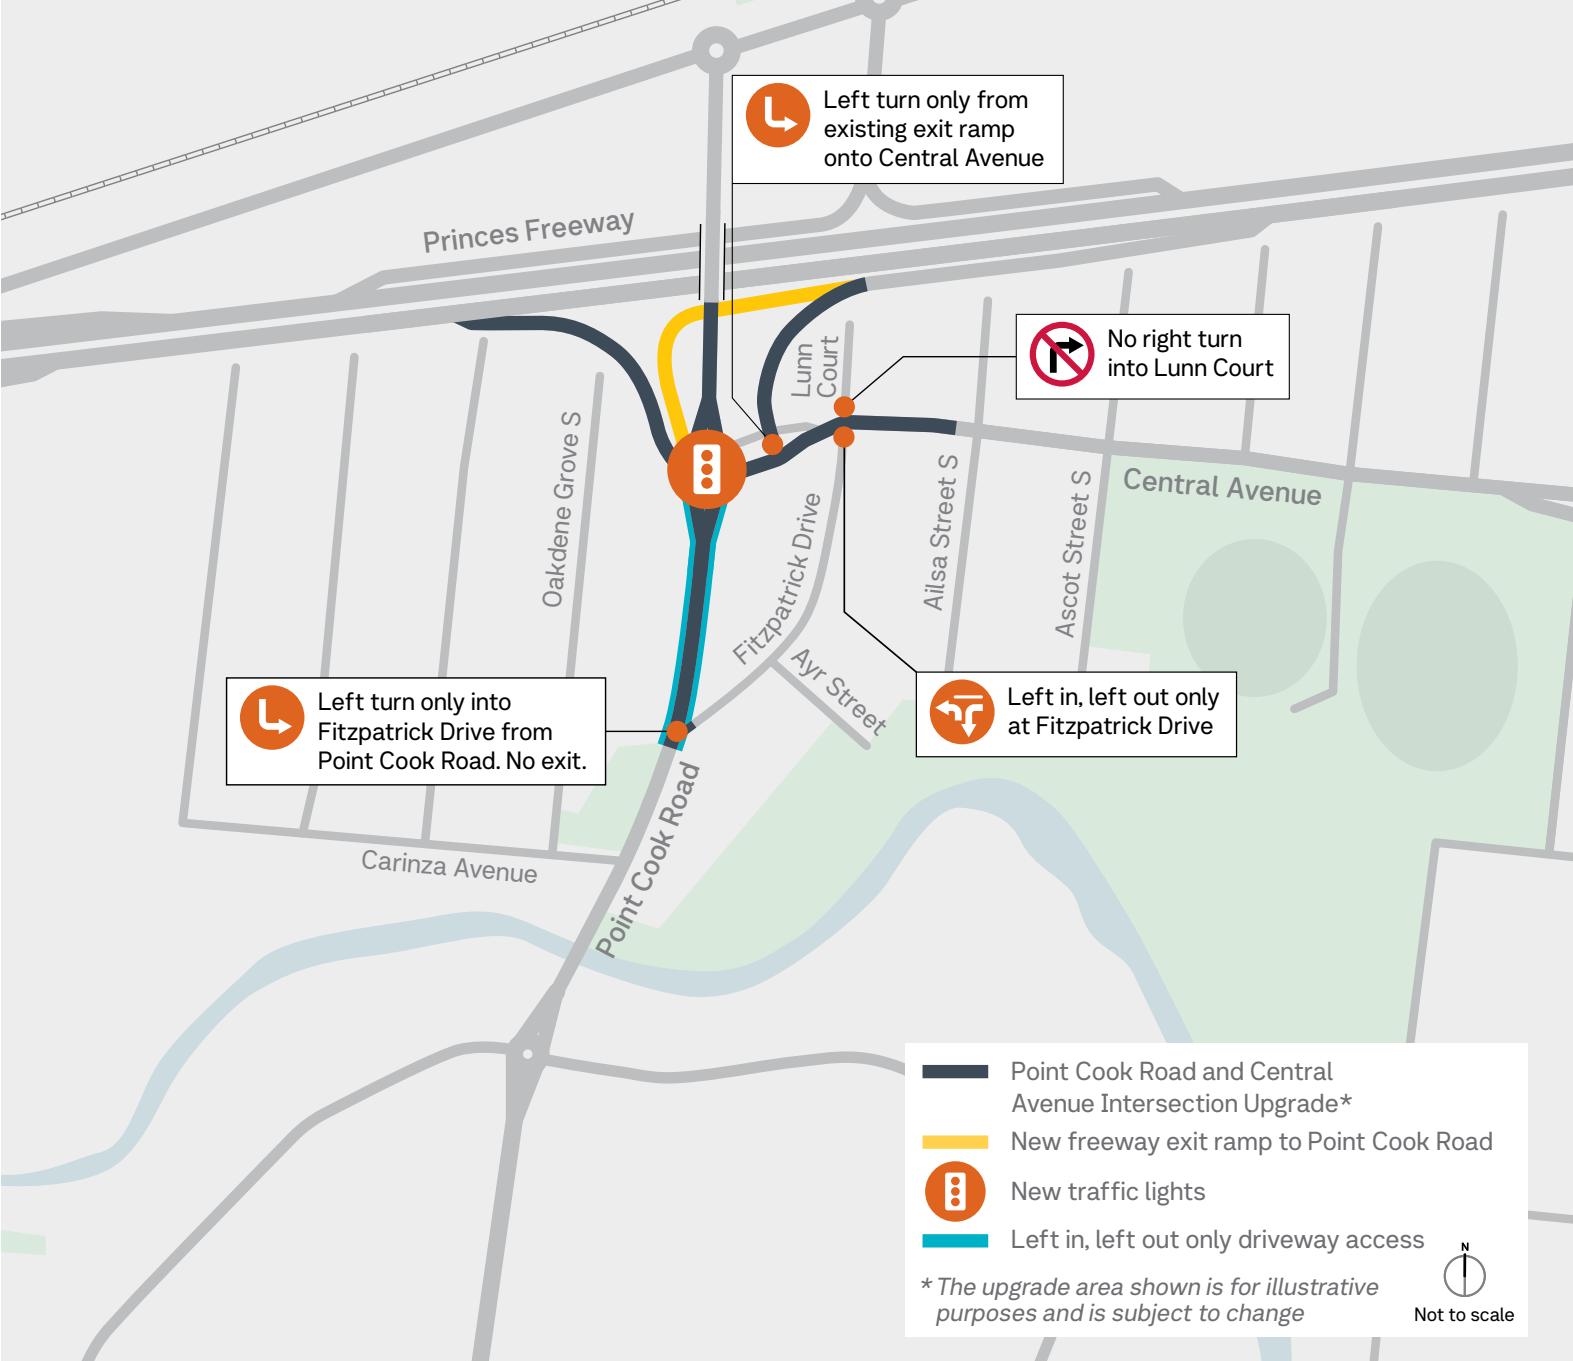 Left turn only from
existing exit ramp
onto Central Avenue
Princes Freeway
No right turn
into Lunn Court
Lunn
Court
Oakdene Grove S
Central Avenue
Ailsa Street S
Ascot Street S
Fitzpatrick Drive
Ayr Street
Left turn only into
Fitzpatrick Drive from
Point Cook Road. No exit.
Left in, left out only
at Fitzpatrick Drive
Point Cook Road
Carinza Avenue
Point Cook Road and Central
Avenue Intersection Upgrade*
New freeway exit ramp to Point Cook Road
New traffic lights
Left in, left out only driveway access
* The upgrade area shown is for illustrative
purposes and is subject to change
N
Not to scale